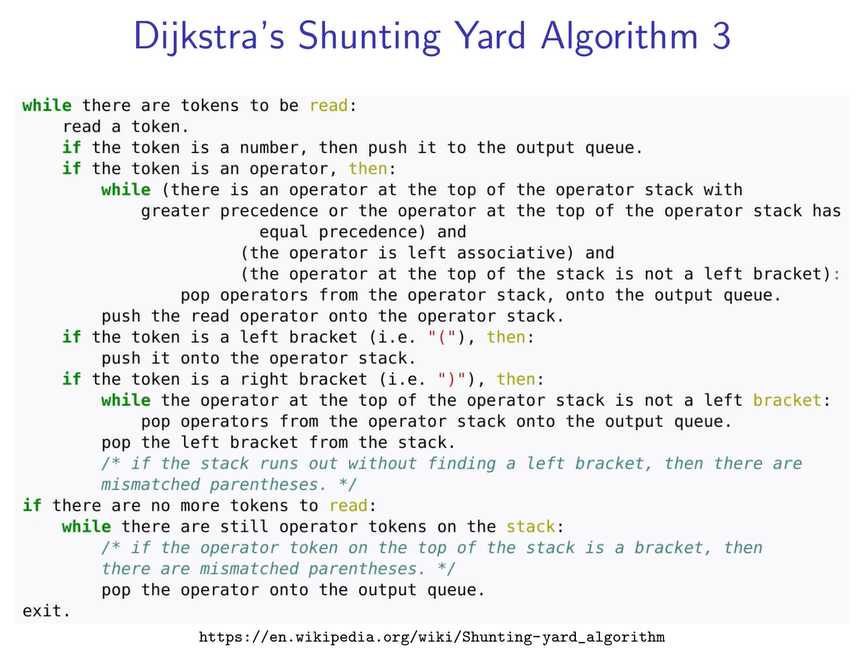 Dijkstra's Shunting Yard Algorithm 3
while there are tokens to be read:
read a token.
if the token is a number, then push it to the output queue.
if the token is an operator, then:
while (there is an operator at the top of the operator stack with
greater precedence or the operator at the top of the operator stack has
equal precedence) and
(the operator is left associative) and
(the operator at the top of the stack is not a left bracket):
pop operators from the operator stack, onto the output queue.
push the read operator onto the operator stack.
if the token is a left bracket (i.e. "("), then:
push it onto the operator stack.
if the token is a right bracket (i.e. ")"), then:
while the operator at the top of the operator stack is not a left bracket:
pop operators from the operator stack onto the output queue.
pop the left bracket from the stack.
/* if the stack runs out without finding a left bracket, then there are
mismatched parentheses. */
if there are no more tokens to read:
while there are still operator tokens on the stack:
/* if the operator token on the top of the stack is a bracket, then
there are mismatched parentheses. */
pop the operator onto the output queue.
exit.
https://en.wikipedia.org/wiki/Shunting-yard_algorithm